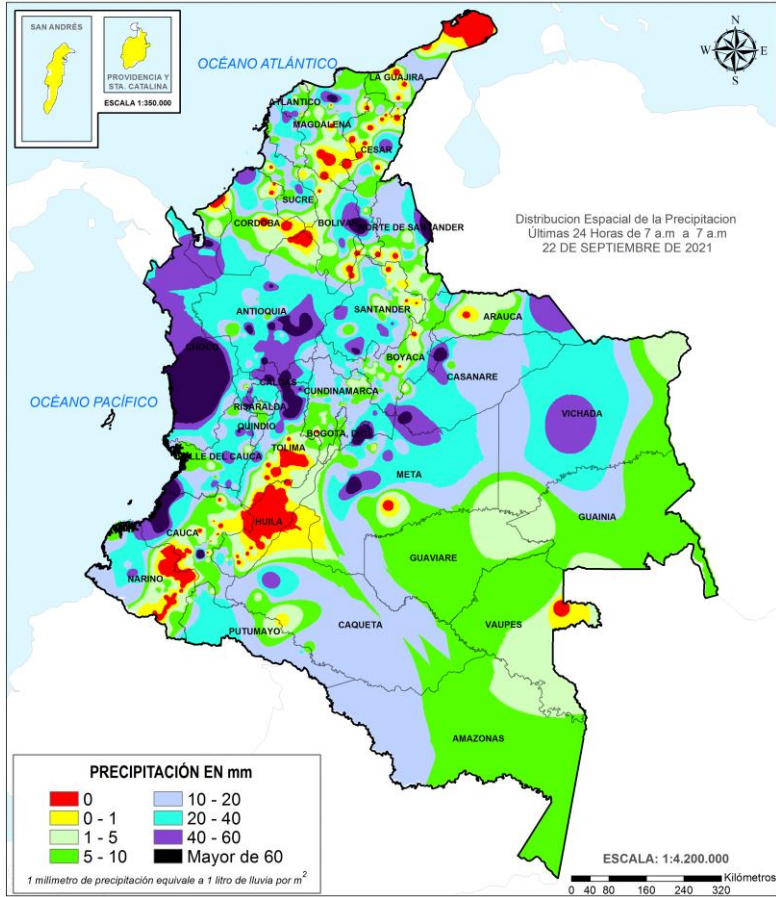 SAN ANDRÉS
PROVIDENCIA Y
STA. CATALINA
ESCALA 1:350.000
OCÉANO ATLÁNTICO
N
W E
S
LA GUAJIRA
ATLANTICO
MAGDALENA
CESAR
SUCRE
CORDOBA
BOLIVAR
NORTE DE SANTANDER
Distribucion Espacial de la Precipitacion
Últimas 24 Horas de 7 a.m a 7 a.m
22 DE SEPTIEMBRE DE 2021
ANTIOQUIA
SANTANDER
ARAUCA
CHOCO
BOYACA
CASANARE
CALDAS
CUNDINAMARCA
OCÉANO PACÍFICO
RISARALDA
VICHADA
QUINDIO
BOGOTA, D.C
TOLIMA
VALLE DEL CAUCA
META
HUILA
GUAINIA
CAUCA
GUAVIARE
NARIÑO
CAQUETA
VAUPES
PUTUMAYO
AMAZONAS
PRECIPITACIÓN EN mm
0 10 - 20
0 - 1 20 - 40
1 - 5 40 - 60
5 - 10 Mayor de 60
1 milimetro de precipitación equivale a 1 litro de lluvia por m²
ESCALA: 1:4.200.000
Kilómetros
0 40 80 160 240 320